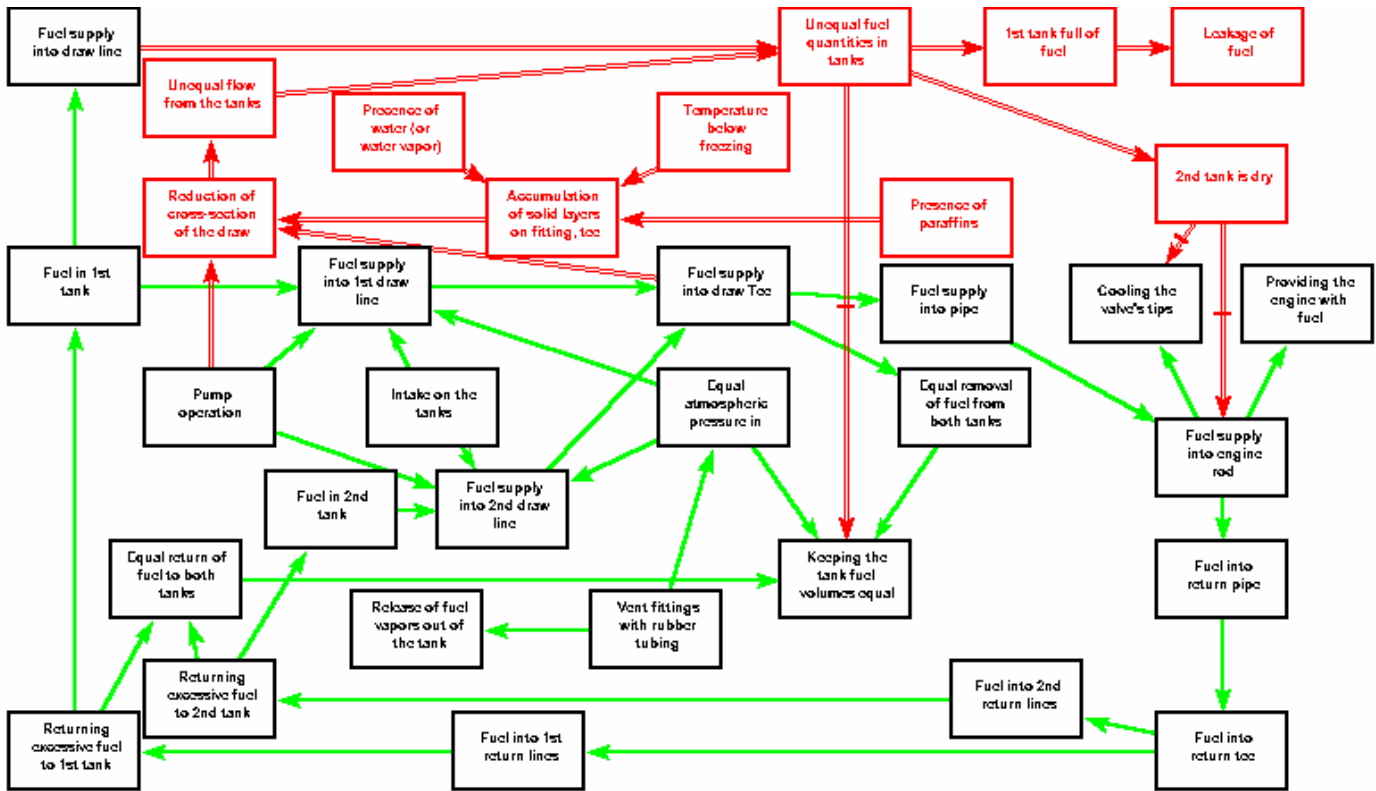 Fuel supply
into draw line
Unequal fuel
quantities in
tanks
1st tank full of
fuel
Leakage of
fuel
Unequal flow
from the tanks
Presence of
water (or
water vapor)
Temperature
below
freezing
2nd tank is dry
Reduction of
cross-section
of the draw
Accumulation
of solid layers
on fitting, tee
Presence of
paraffins
Fuel in 1st
tank
Fuel supply
into 1st draw
line
Fuel supply
into draw Tee
Fuel supply
into pipe
Cooling the
valve's tips
Providing the
engine with
fuel
Pump
operation
Intake on the
tanks
Equal
atmospheric
pressure in
Equal removal
of fuel from
both tanks
Fuel supply
into engine
rod
Fuel in 2nd
tank
Fuel supply
into 2nd draw
line
Equal return of
fuel to both
tanks
Keeping the
tank fuel
volumes equal
Fuel into
return pipe
Release of fuel
vapors out of
the tank
Vent fittings
with rubber
tubing
Returning
excessive fuel
to 2nd tank
Fuel into 2nd
return lines
Returning
excessive fuel
to 1st tank
Fuel into 1st
return lines
Fuel into
return tee